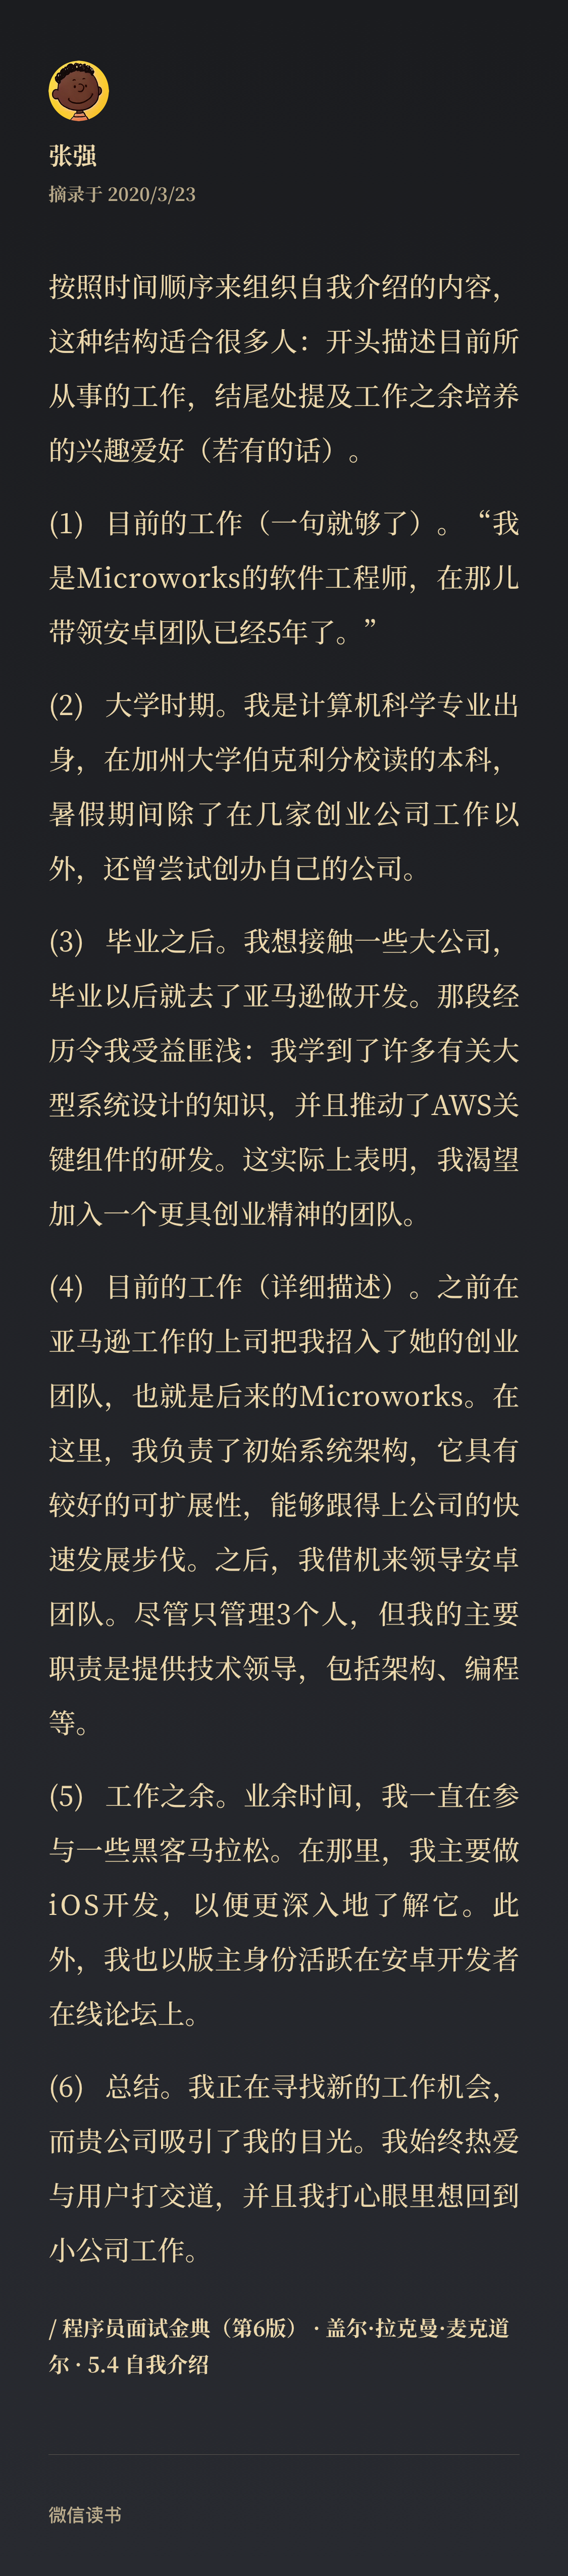 张强
摘录于 2020/3/23
按照时间顺序来组织自我介绍的内容，
这种结构适合很多人：开头描述目前所
从事的工作，结尾处提及工作之余培养
的兴趣爱好（若有的话）。
(1) 目前的工作（一句就够了）。“我
是Microworks的软件工程师，在那儿
带领安卓团队已经5年了。”
(2) 大学时期。我是计算机科学专业出
身，在加州大学伯克利分校读的本科，
暑假期间除了在几家创业公司工作以
外，还曾尝试创办自己的公司。
(3) 毕业之后。我想接触一些大公司，
毕业以后就去了亚马逊做开发。那段经
历令我受益匪浅：我学到了许多有关大
型系统设计的知识，并且推动了AWS关
键组件的研发。这实际上表明，我渴望
加入一个更具创业精神的团队。
(4) 目前的工作（详细描述）。之前在
亚马逊工作的上司把我招入了她的创业
团队，也就是后来的Microworks。在
这里，我负责了初始系统架构，它具有
较好的可扩展性，能够跟得上公司的快
速发展步伐。之后，我借机来领导安卓
团队。尽管只管理3个人，但我的主要
职责是提供技术领导，包括架构、编程
等。
(5) 工作之余。业余时间，我一直在参
与一些黑客马拉松。在那里，我主要做
iOS开发，以便更深入地了解它。此
外，我也以版主身份活跃在安卓开发者
在线论坛上。
(6) 总结。我正在寻找新的工作机会，
而贵公司吸引了我的目光。我始终热爱
与用户打交道，并且我打心眼里想回到
小公司工作。
/ 程序员面试金典（第6版） · 盖尔·拉克曼·麦克道
尔 · 5.4 自我介绍
微信读书